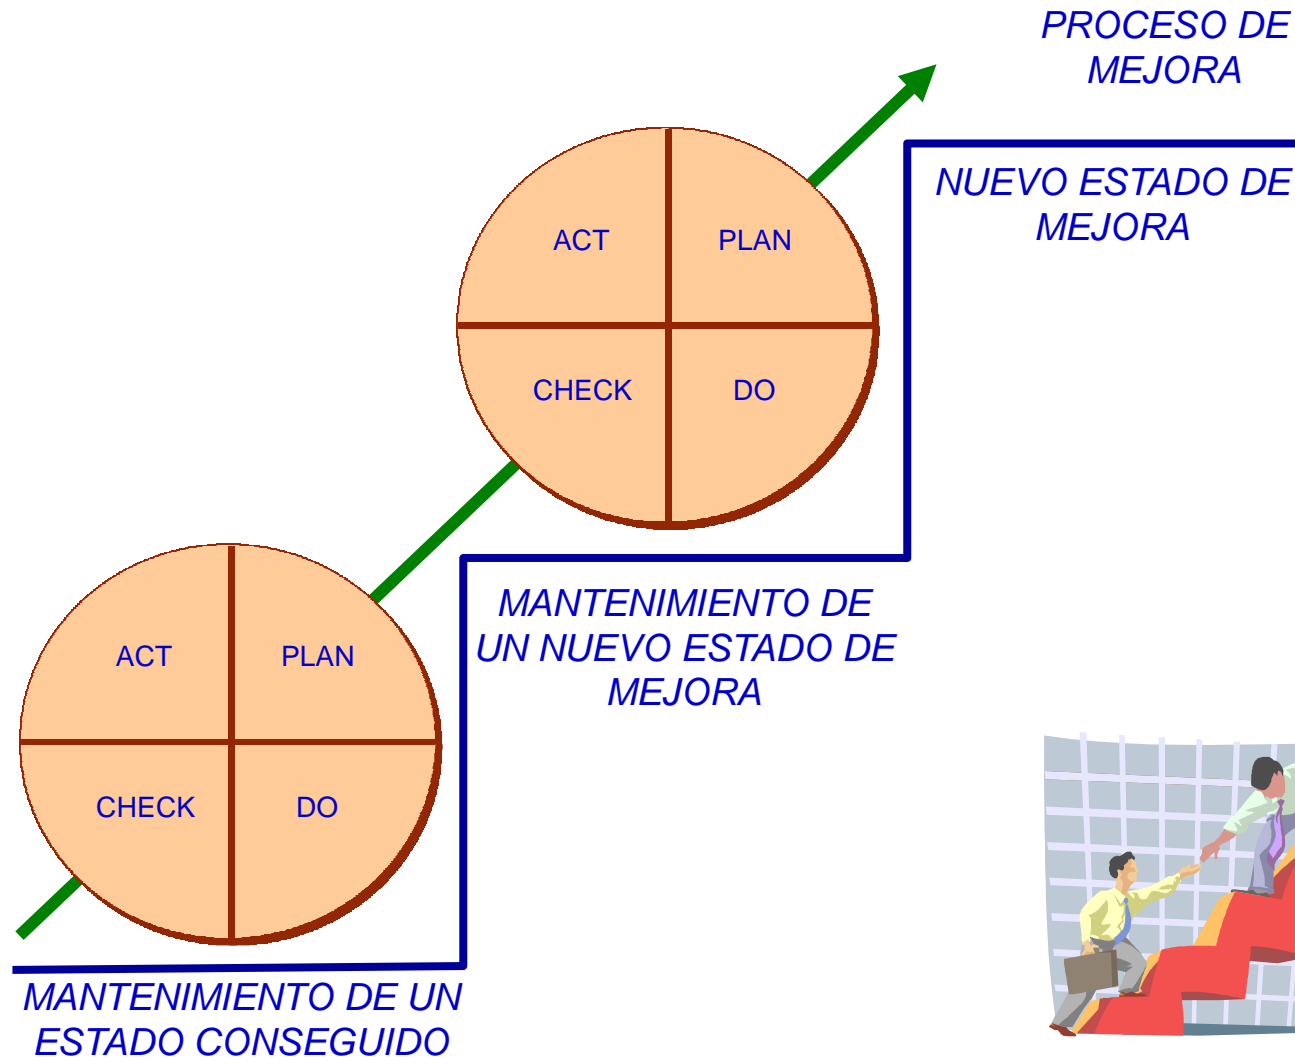 PROCESO DE
MEJORA
NUEVO ESTADO DE
MEJORA
ACT
PLAN
CHECK
DO
MANTENIMIENTO DE
UN NUEVO ESTADO DE
MEJORA
ACT
PLAN
CHECK
DO
MANTENIMIENTO DE UN
ESTADO CONSEGUIDO